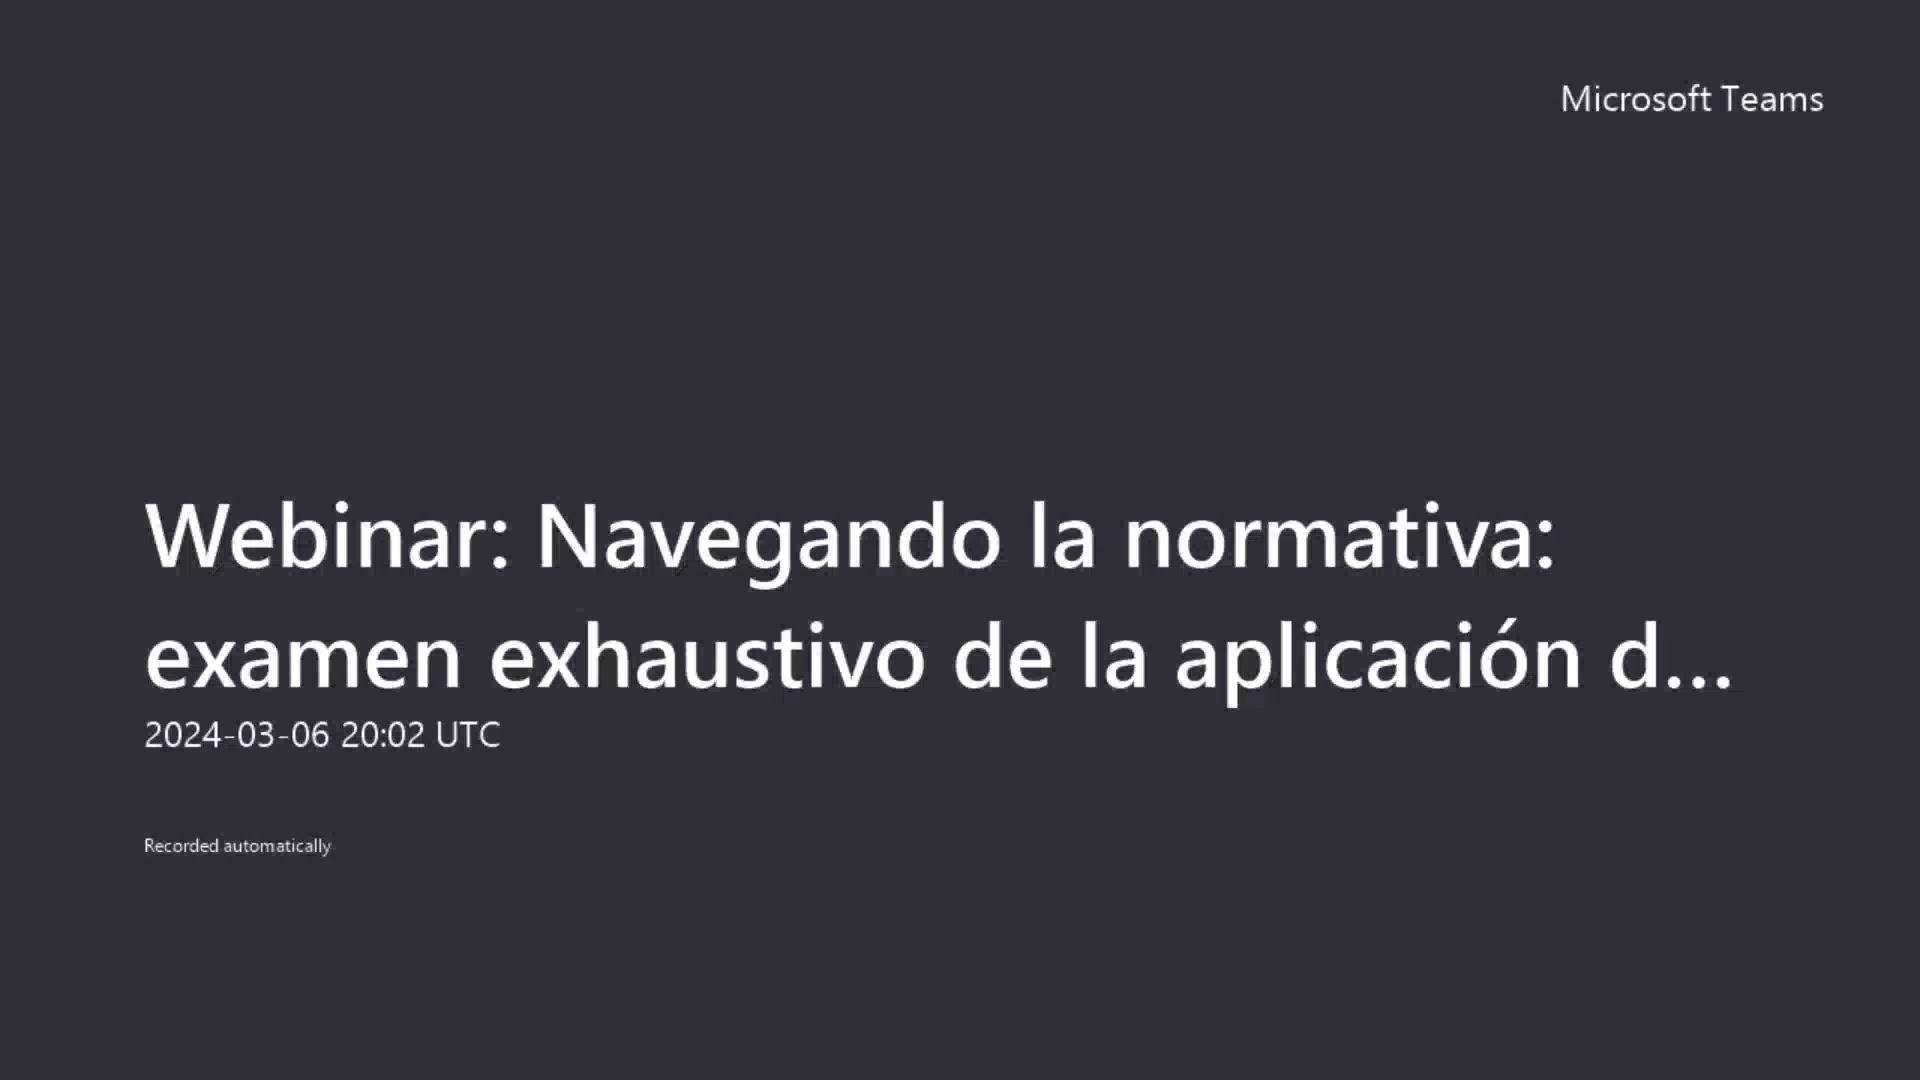 Microsoft Teams
Webinar: Navegando la normativa:
examen exhaustivo de la aplicación d...
2024-03-06 20:02 UTC
Recorded automatically